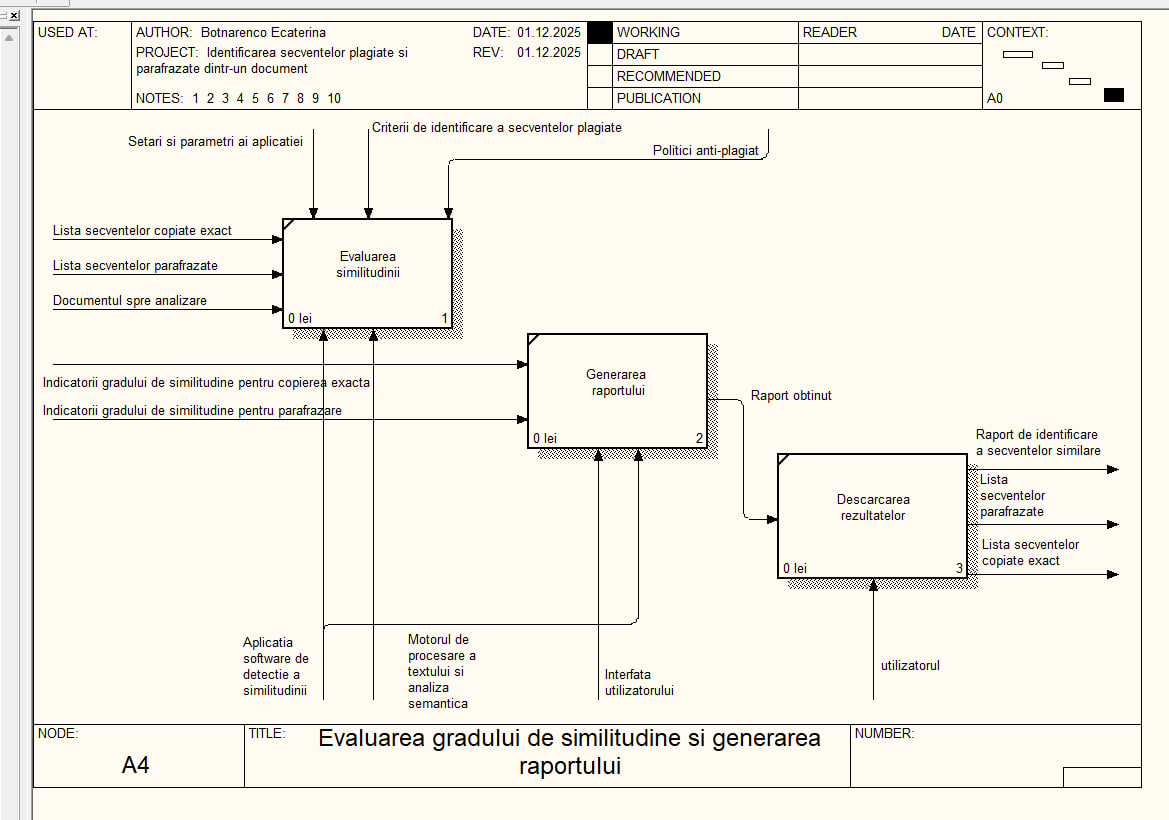 USED AT:
AUTHOR: Botnarenco Ecaterina
DATE: 01.12.2025
PROJECT: Identificarea secventelor plagiate si
parafrazate dintr-un document
REV: 01.12.2025
NOTES: 1 2 3 4 5 6 7 8 9 10
WORKING
DRAFT
RECOMMENDED
PUBLICATION
READER
DATE
CONTEXT:
A0
Setari si parametri ai aplicatiei
Criterii de identificare a secventelor plagiate
Politici anti-plagiat
Lista secventelor copiate exact
Lista secventelor parafrazate
Documentul spre analizare
Evaluarea
similitudinii
0 lei
1
Indicatorii gradului de similitudine pentru copierea exacta
Indicatorii gradului de similitudine pentru parafrazare
Generarea
raportului
0 lei
2
Raport obtinut
Descarcarea
rezultatelor
0 lei
3
Raport de identificare
a secventelor similare
Lista
secventelor
parafrazate
Lista secventelor
copiate exact
Aplicatia
software de
detectie a
similitudinii
Motorul de
procesare a
textului si
analiza
semantica
Interfata
utilizatorului
utilizatorul
NODE:
A4
TITLE:
Evaluarea gradului de similitudine si generarea
raportului
NUMBER: